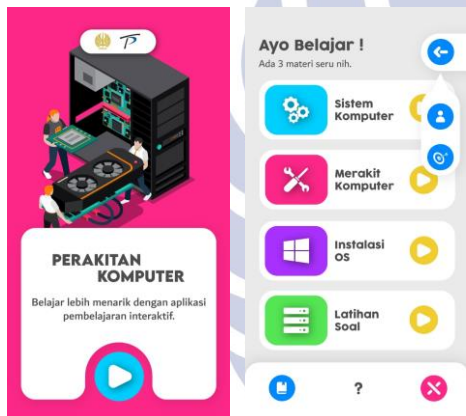 PERAKITAN
KOMPUTER
Belajar lebih menarik dengan aplikasi
pembelajaran interaktif.
Ayo Belajar !
Ada 3 materi seru nih.
Sistem
Komputer
Merakit
Komputer
Instalasi
OS
Latihan
Soal
?